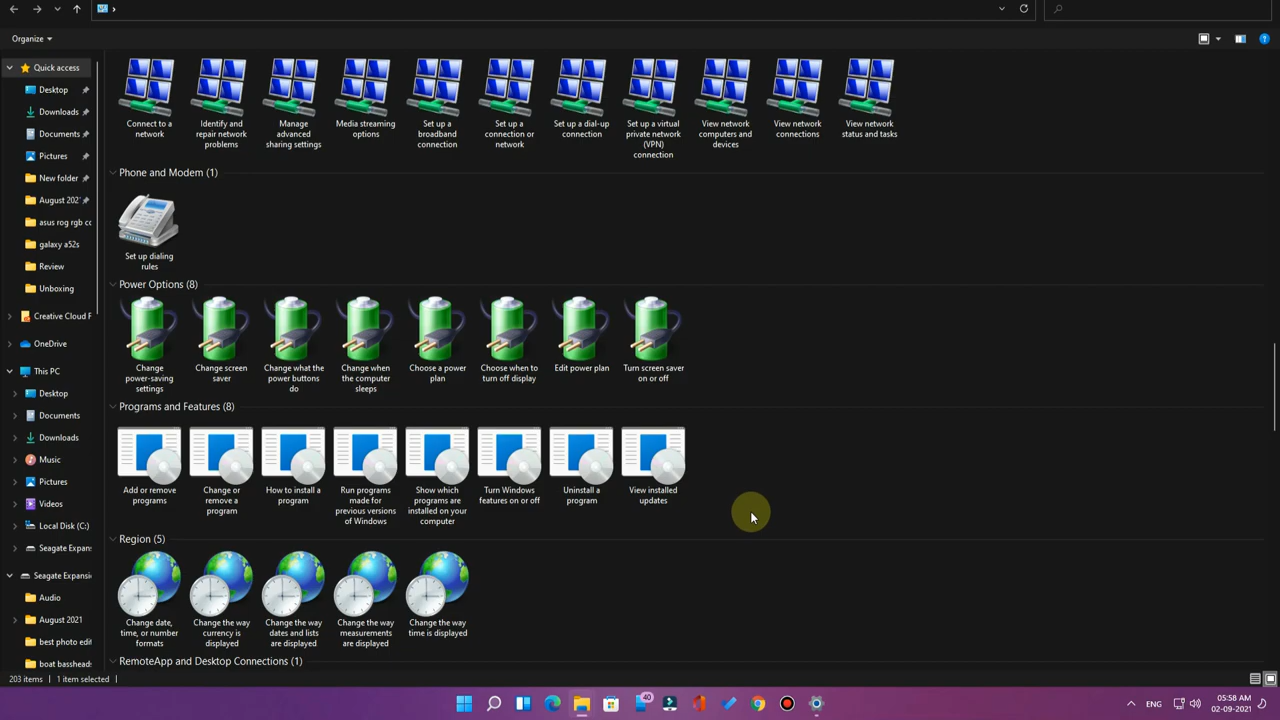 Organize
Quick access
Desktop
Downloads
Documents
Pictures
New folder
August 202
asus rog rgb cc
galaxy a52s
Review
Unboxing
Creative Cloud F
OneDrive
This PC
Desktop
Documents
Downloads
Music
Pictures
Videos
Local Disk (C:)
Seagate Expans
Seagate Expansi
Audio
August 2021
best photo edit
boat bassheads
Connect to a
network
Identify and
repair network
problems
Manage
advanced
sharing settings
Media streaming
options
Set up a
broadband
connection
Set up a
connection or
network
Set up a dial-up
connection
Set up a virtual
private network
(VPN)
connection
View network
computers and
devices
View network
connections
View network
status and tasks
Phone and Modem (1)
Set up dialing
rules
Power Options (8)
Change
power-saving
settings
Change screen
saver
Change what the
power buttons
do
Change when
the computer
sleeps
Choose a power
plan
Choose when to
turn off display
Edit power plan
Turn screen saver
on or off
Programs and Features (8)
Add or remove
programs
Change or
remove a
program
How to install a
program
Run programs
made for
previous versions
of Windows
Show which
programs are
installed on your
computer
Turn Windows
features on or off
Uninstall a
program
View installed
updates
Region (5)
Change date,
time, or number
formats
Change the way
currency is
displayed
Change the way
dates and lists
are displayed
Change the way
measurements
are displayed
Change the way
time is displayed
RemoteApp and Desktop Connections (1)
203 items
1 item selected
40
ENG
05:58 AM
02-09-2021